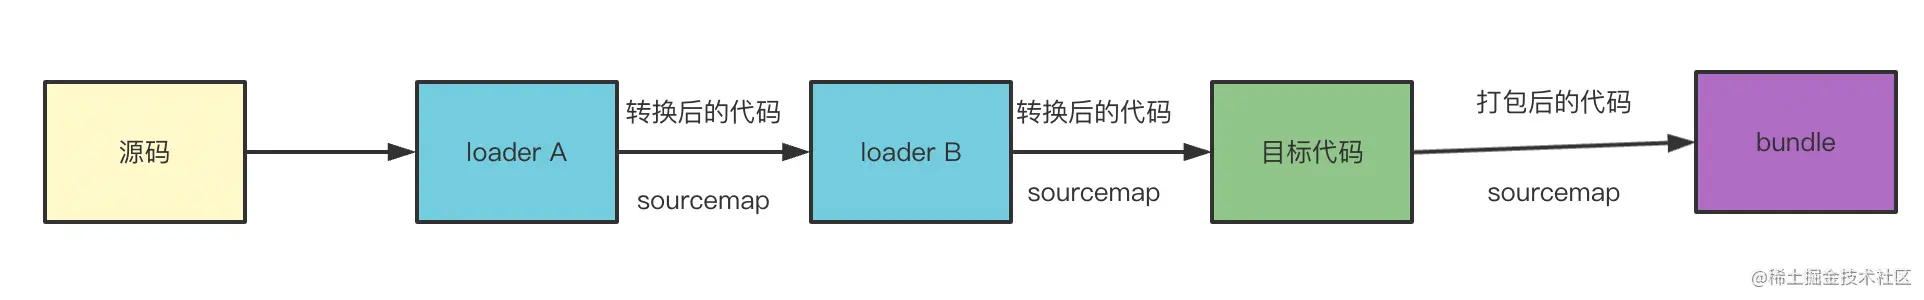 源码
loader A
转换后的代码
sourcemap
loader B
转换后的代码
sourcemap
目标代码
打包后的代码
sourcemap
bundle
@稀土掘金技术社区